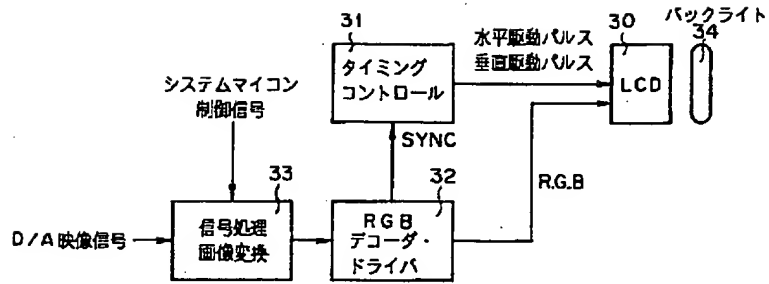 バックライト
34
31
30
水平駆動パルス
垂直駆動パルス
タイミング
コントロール
LCD
システムマイコン
制御信号
SYNC
33
32
R.G.B
信号処理
画像変換
RGB
デコーダ・
ドライバ
D/A映像信号